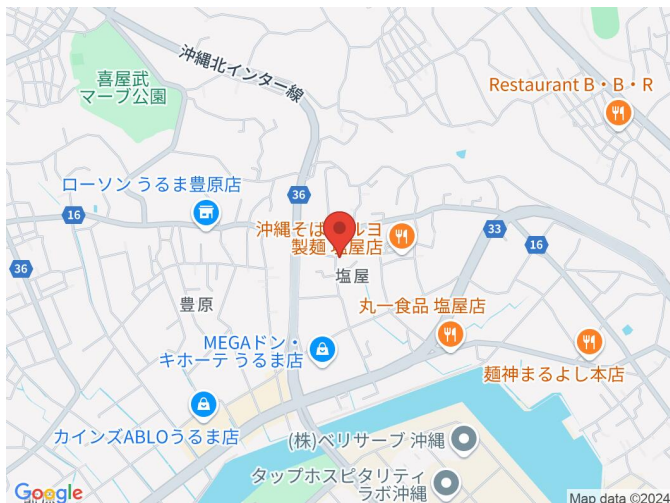 沖縄北インター線
喜屋武
マーブ公園
Restaurant B・B・R
ローソン うるま豊原店
36
16
33
16
36
沖縄そば
ルヨ
製麺 塩屋店
塩屋
豊原
丸一食品 塩屋店
MEGAドン・
キホーテ うるま店
麺神まるよし本店
カインズABLOうるま店
(株)ベリサーブ 沖縄
タップホスピタリティ
ラボ沖縄
Google
Map data ©2024